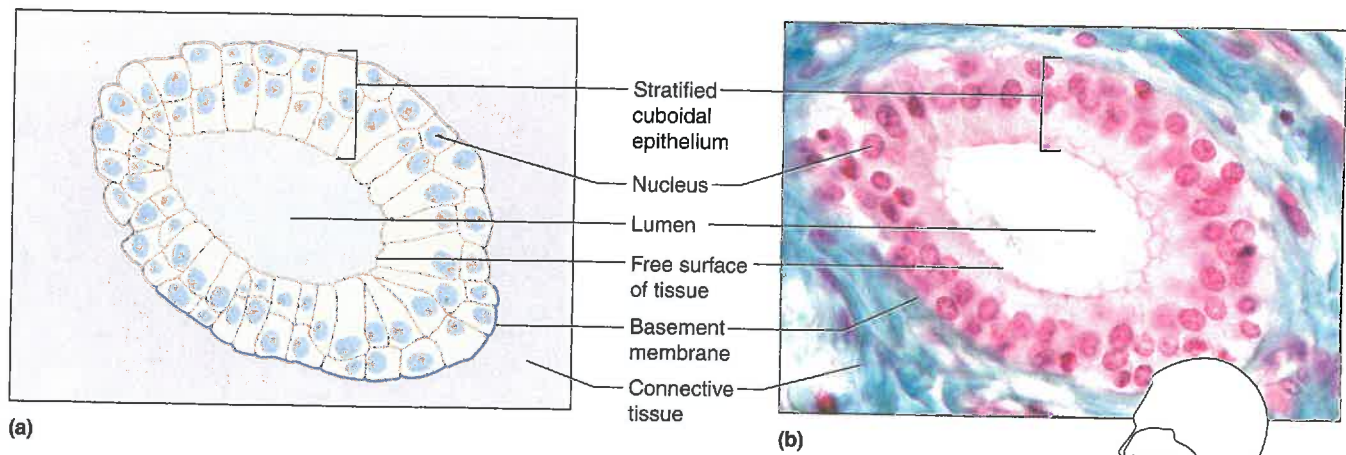 Stratified
cuboidal
epithelium
Nucleus
Lumen
Free surface
of tissue
Basement
membrane
Connective
tissue
(a)
(b)